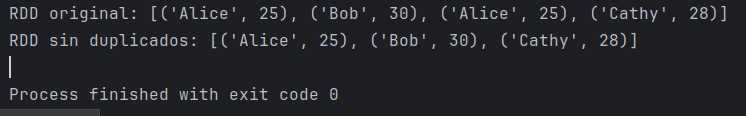 RDD original: [('Alice', 25), ('Bob', 30), ('Alice', 25), ('Cathy', 28)]
RDD sin duplicados: [('Alice', 25), ('Bob', 30), ('Cathy', 28)]
Process finished with exit code 0